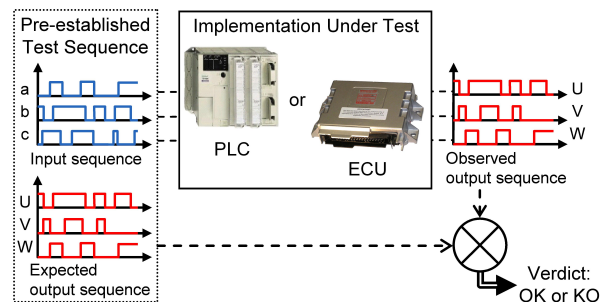 Pre-established
Test Sequence
a
b
c
Input sequence
U
V
W
Expected
output sequence
Implementation Under Test
or
PLC
ECU
U
V
W
Observed
output sequence
Verdict:
OK or KO